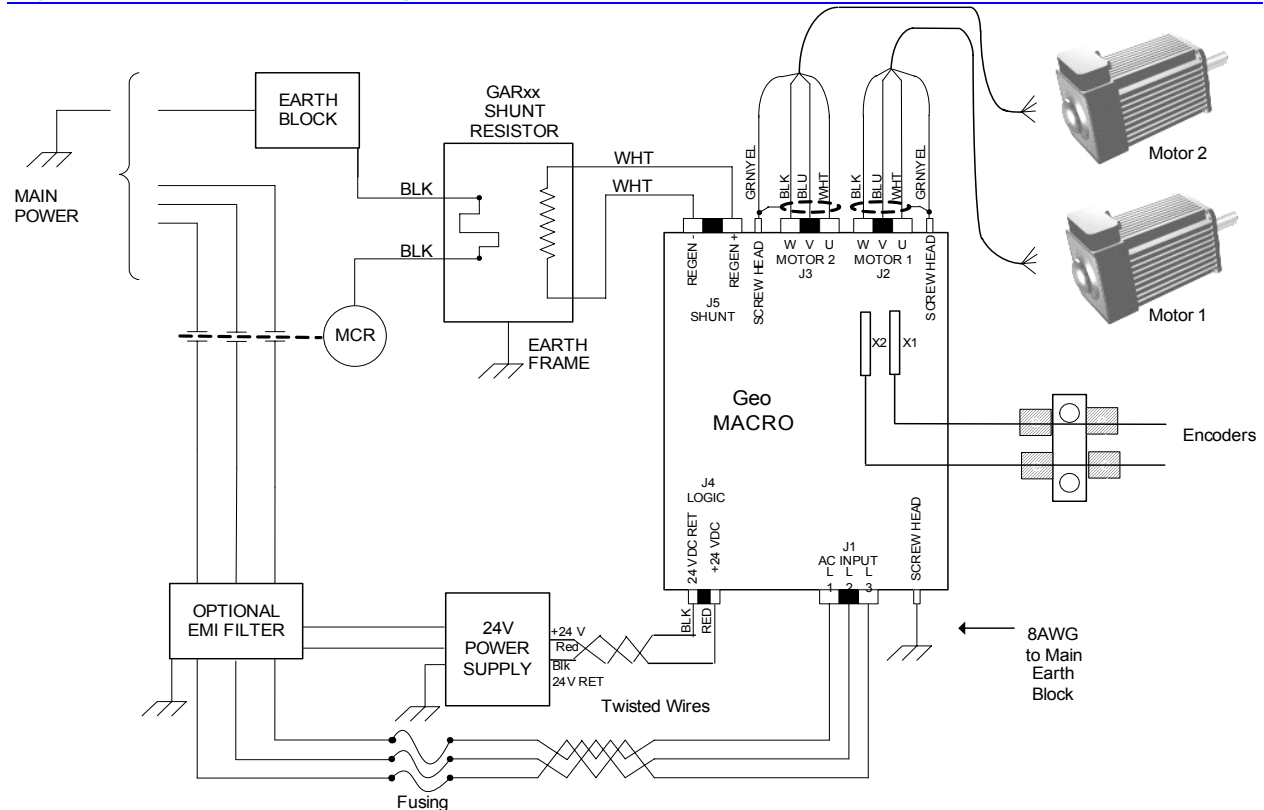 EARTH
BLOCK
GARxx
SHUNT
RESISTOR
MAIN
POWER
BLK
BLK
WHT
WHT
MCR
EARTH
FRAME
GRN\YEL
BLK
BLU
WHT
BLK
BLU
WHT
GRN\YEL
Motor 2
Motor 1
REGEN -
REGEN +
J5
SHUNT
SCREW HEAD
W V U
MOTOR 2
J3
W V U
MOTOR 1
J2
SCREW HEAD
X2
X1
Geo
MACRO
Encoders
J4
LOGIC
24 VDC RET
+24 VDC
J1
AC INPUT
L L L
1 2 3
SCREW HEAD
BLK
RED
OPTIONAL
EMI FILTER
24V
POWER
SUPPLY
+24 V
Red
Blk
24V RET
Twisted Wires
8AWG
to Main
Earth
Block
Fusing